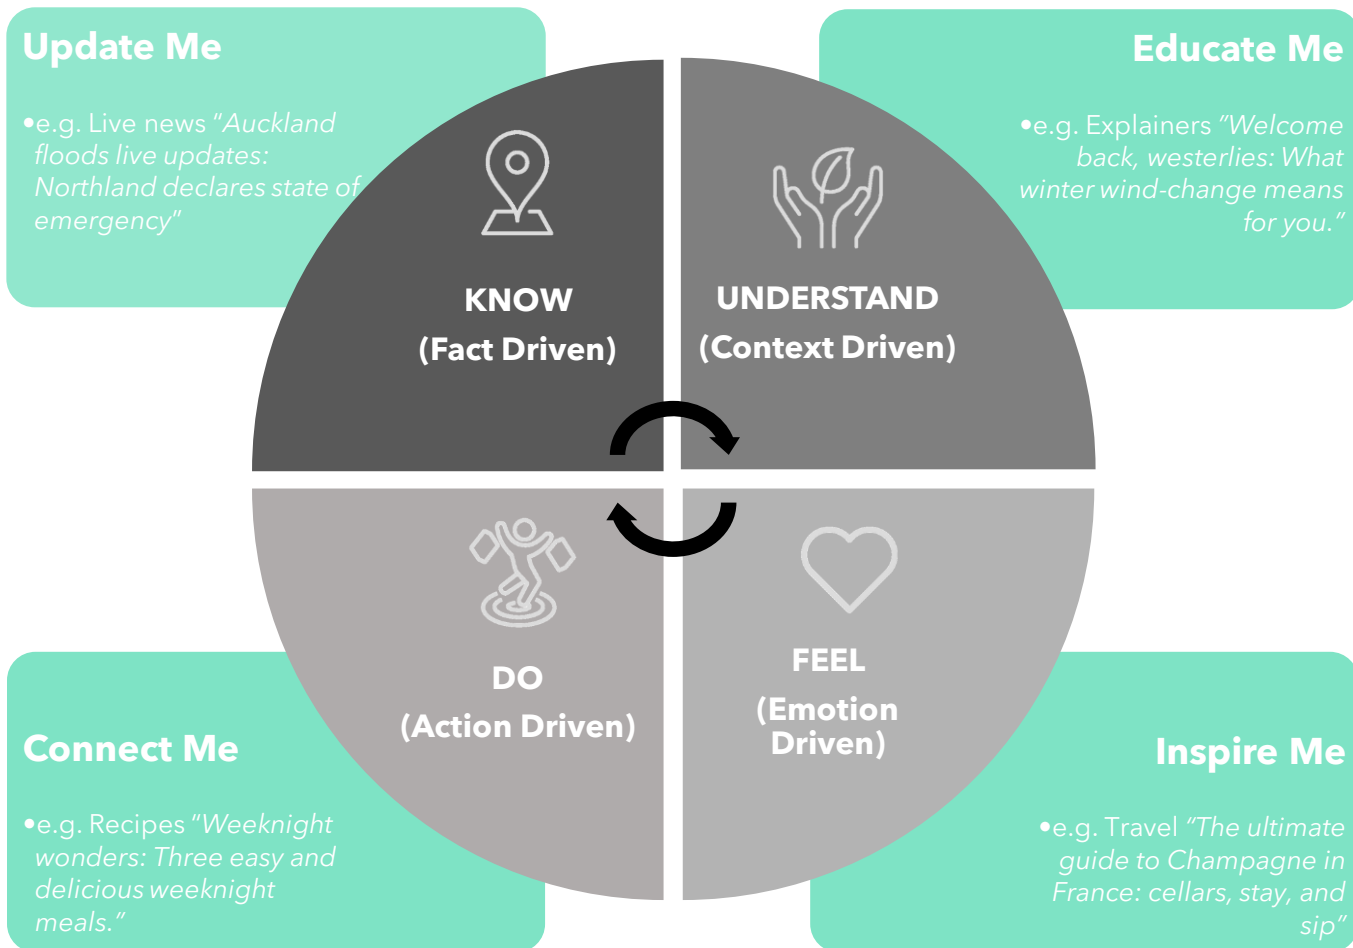 Update Me
•e.g. Live news "Auckland
floods live updates:
Northland declares state of
emergency"
Educate Me
•e.g. Explainers "Welcome
back, westerlies: What
winter wind-change means
for you."
KNOW
(Fact Driven)
UNDERSTAND
(Context Driven)
DO
(Action Driven)
FEEL
(Emotion
Driven)
Connect Me
•e.g. Recipes "Weeknight
wonders: Three easy and
delicious weeknight
meals."
Inspire Me
•e.g. Travel "The ultimate
guide to Champagne in
France: cellars, stay, and
sip"